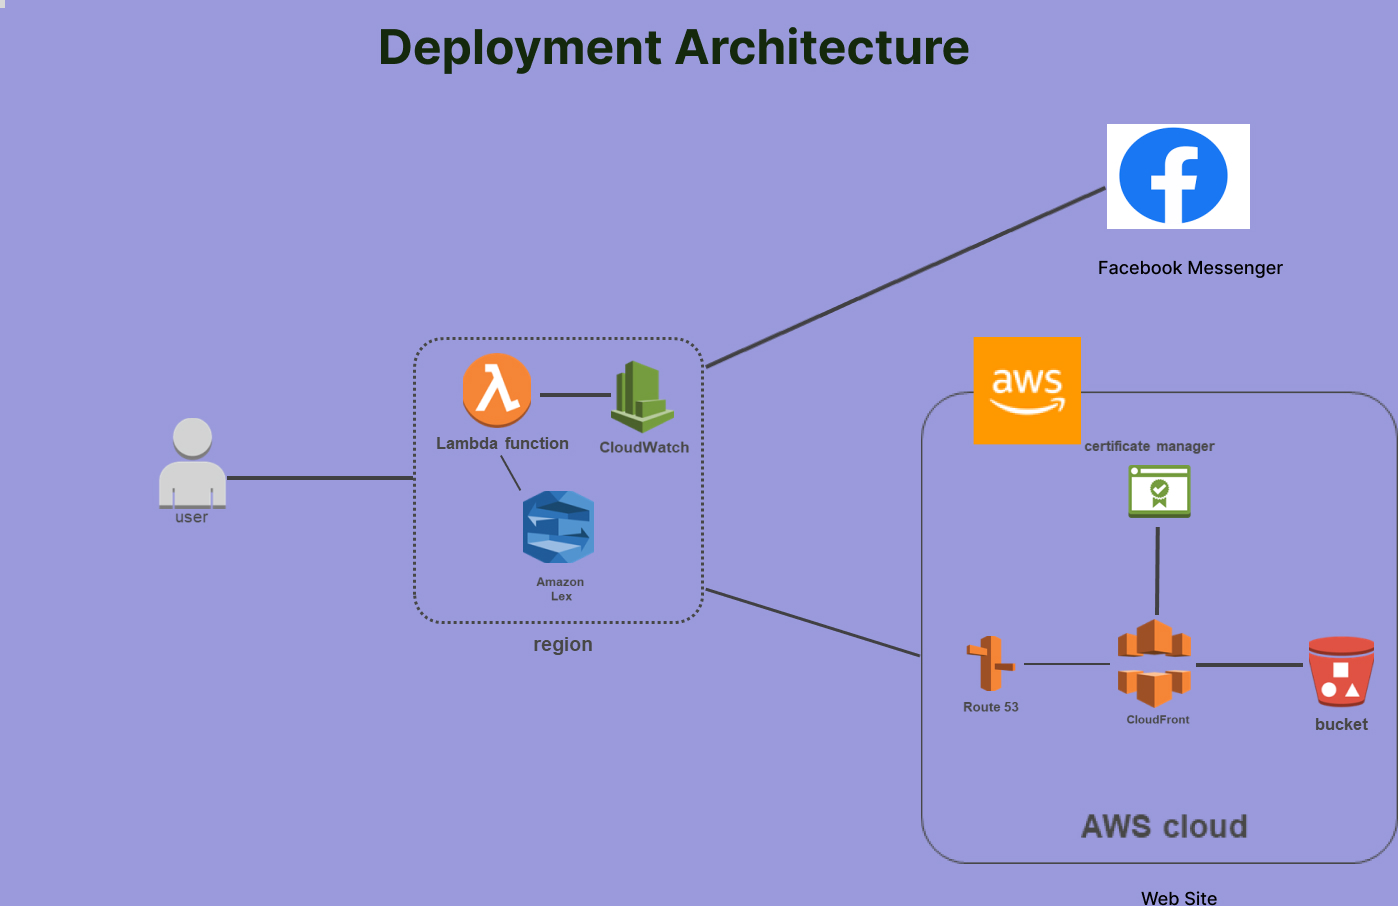 Deployment Architecture
Facebook Messenger
aws
certificate manager
Lambda function
CloudWatch
user
Amazon
Lex
region
Route 53
CloudFront
bucket
AWS cloud
Web Site